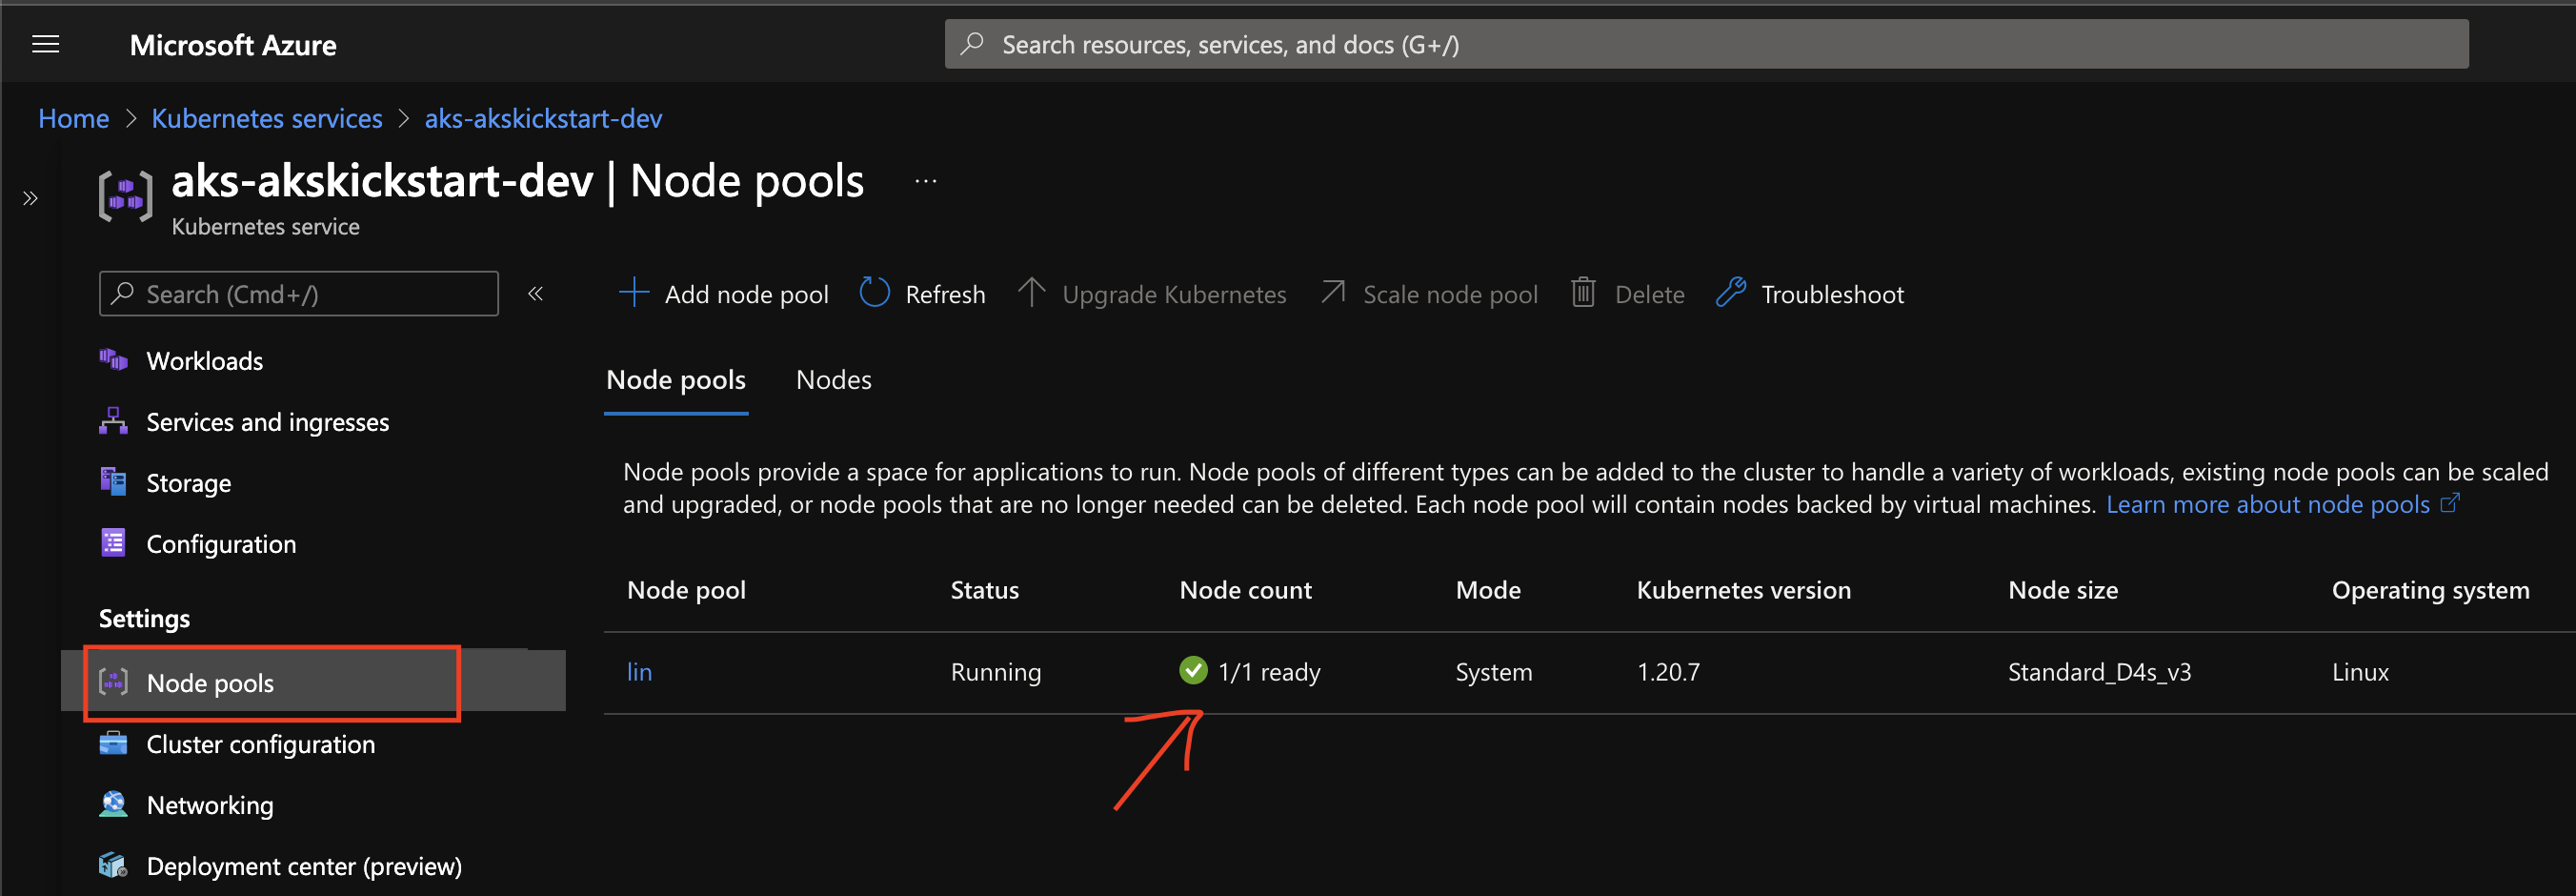 Microsoft Azure
Search resources, services, and docs (G+/)
Home > Kubernetes services > aks-akskickstart-dev
aks-akskickstart-dev | Node pools ...
Kubernetes service
Search (Cmd+/)
Workloads
Services and ingresses
Storage
Configuration
Settings
Node pools
Cluster configuration
Networking
Deployment center (preview)
Add node pool Refresh Upgrade Kubernetes Scale node pool Delete Troubleshoot
Node pools Nodes
Node pools provide a space for applications to run. Node pools of different types can be added to the cluster to handle a variety of workloads, existing node pools can be scaled
and upgraded, or node pools that are no longer needed can be deleted. Each node pool will contain nodes backed by virtual machines. Learn more about node pools
Node pool Status Node count Mode Kubernetes version Node size Operating system
lin Running 1/1 ready System 1.20.7 Standard_D4s_v3 Linux